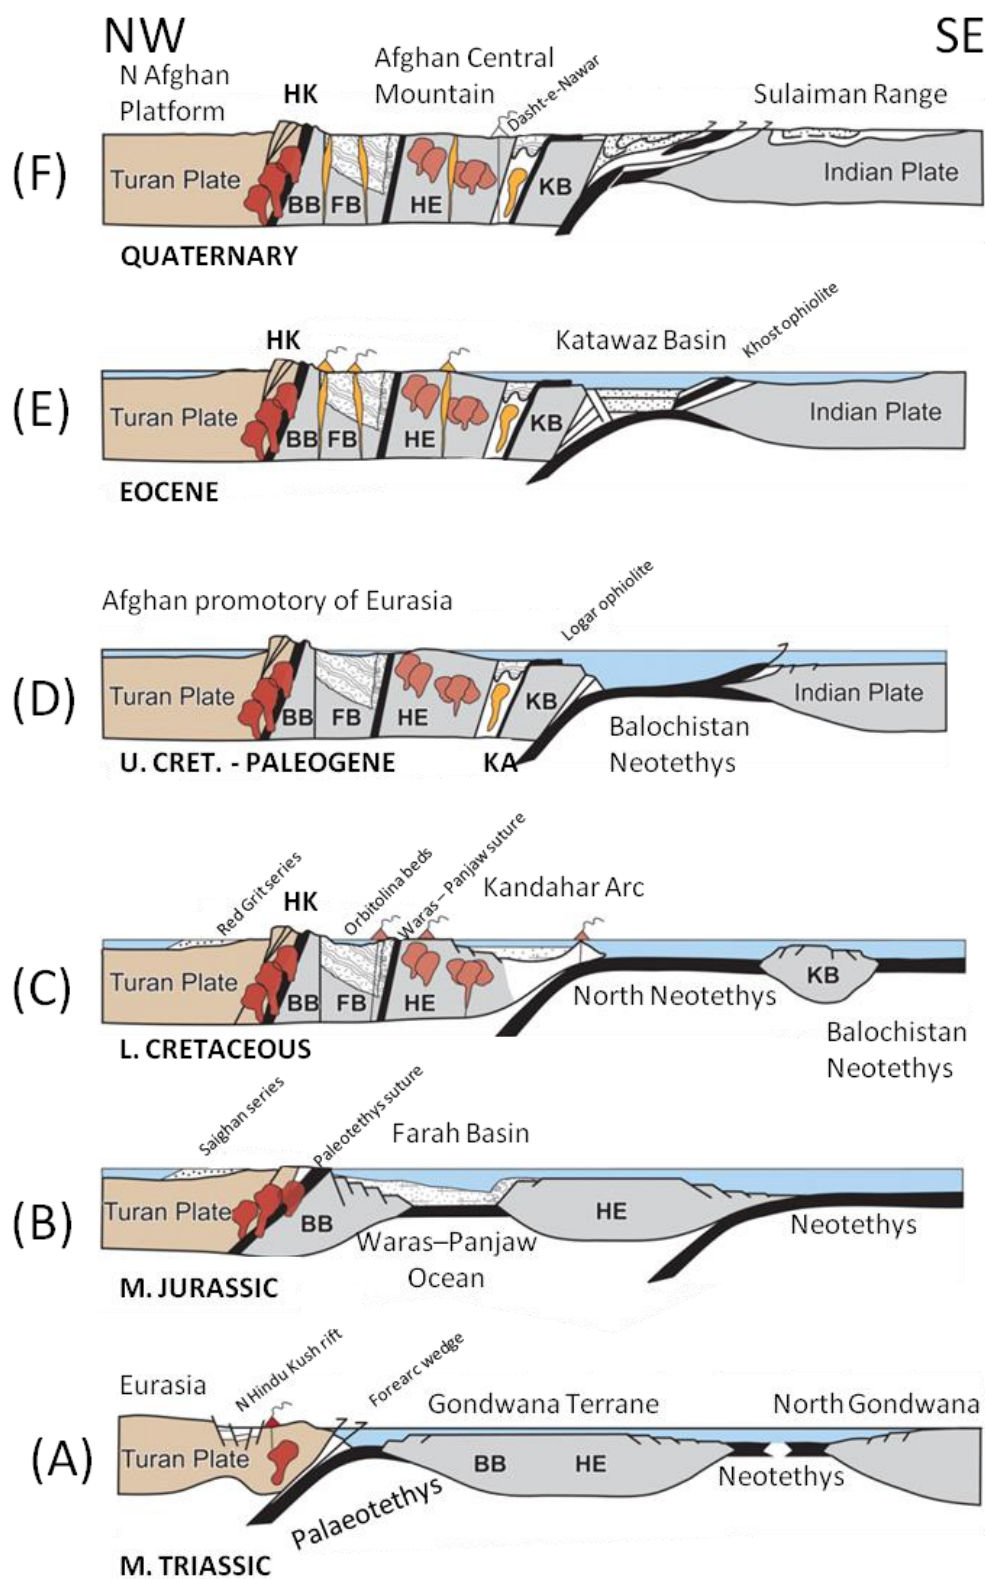 NW
SE
N Afghan
Platform
HK
Afghan Central
Mountain
Dasht-e-Nawar
Sulaiman Range
(F)
Turan Plate
BB
FB
HE
KB
Indian Plate
QUATERNARY
HK
Katawaz Basin
Khost ophiolite
(E)
Turan Plate
BB
FB
HE
KB
Indian Plate
EOCENE
Afghan promotory of Eurasia
Logar ophiolite
(D)
Turan Plate
BB
FB
HE
KB
Indian Plate
Balochistan
Neotethys
U. CRET. - PALEOGENE
KA
Red Grit series
HK
Orbitolina beds
Waras – Panjaw suture
Kandahar Arc
(C)
Turan Plate
BB
FB
HE
North Neotethys
KB
Balochistan
Neotethys
L. CRETACEOUS
Saighan series
Paleotethys suture
Farah Basin
(B)
Turan Plate
BB
HE
Neotethys
Waras–Panjaw
Ocean
M. JURASSIC
Eurasia
N Hindu Kush rift
Forearc wedge
Gondwana Terrane
North Gondwana
(A)
Turan Plate
BB
HE
Neotethys
Palaeotethys
M. TRIASSIC